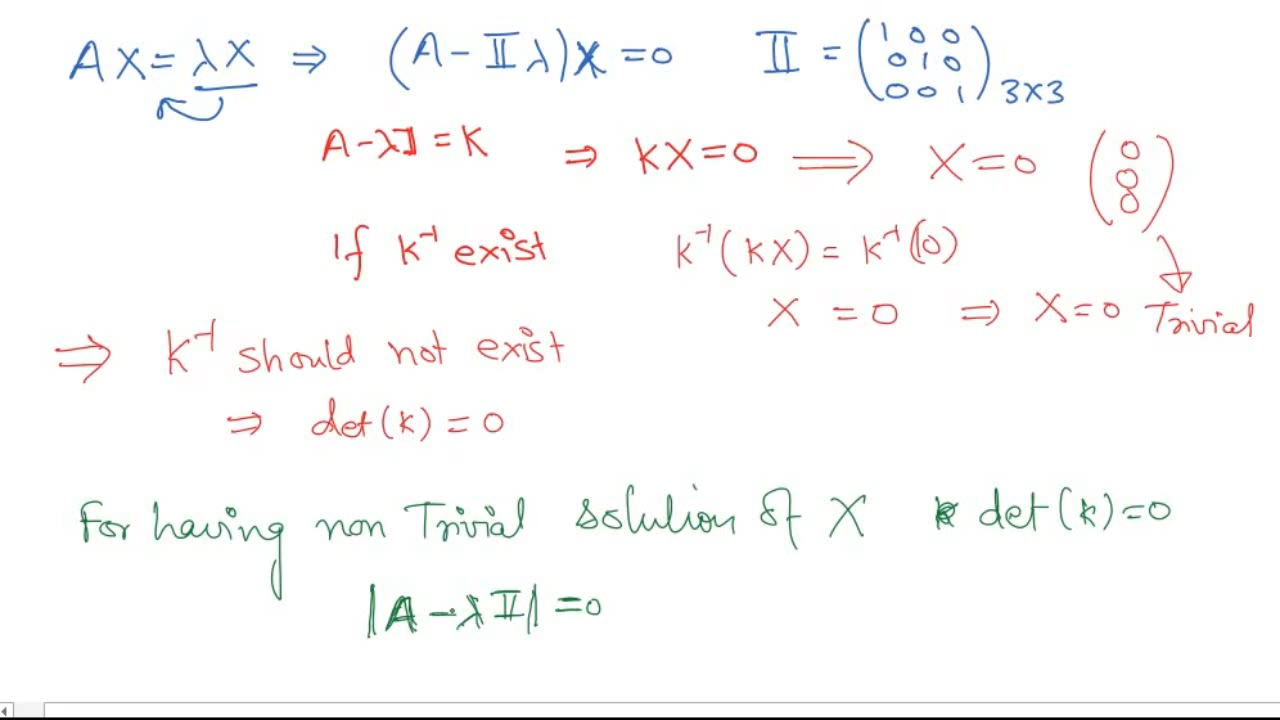 AX = λX ⇒ (A - 𝕀λ)X = 0 𝕀 = (1 0 0 0 1 0 0 0 1) 3x3
A - λI = K ⇒ KX = 0 ⟹ X = 0 (0 0 0)
If K⁻¹ exist K⁻¹(KX) = K⁻¹(0)
X = 0 ⇒ X = 0 Trivial
⇒ K⁻¹ should not exist
⇒ det(K) = 0
For having non Trivial solution of X det(k) = 0
|A - λ𝕀| = 0